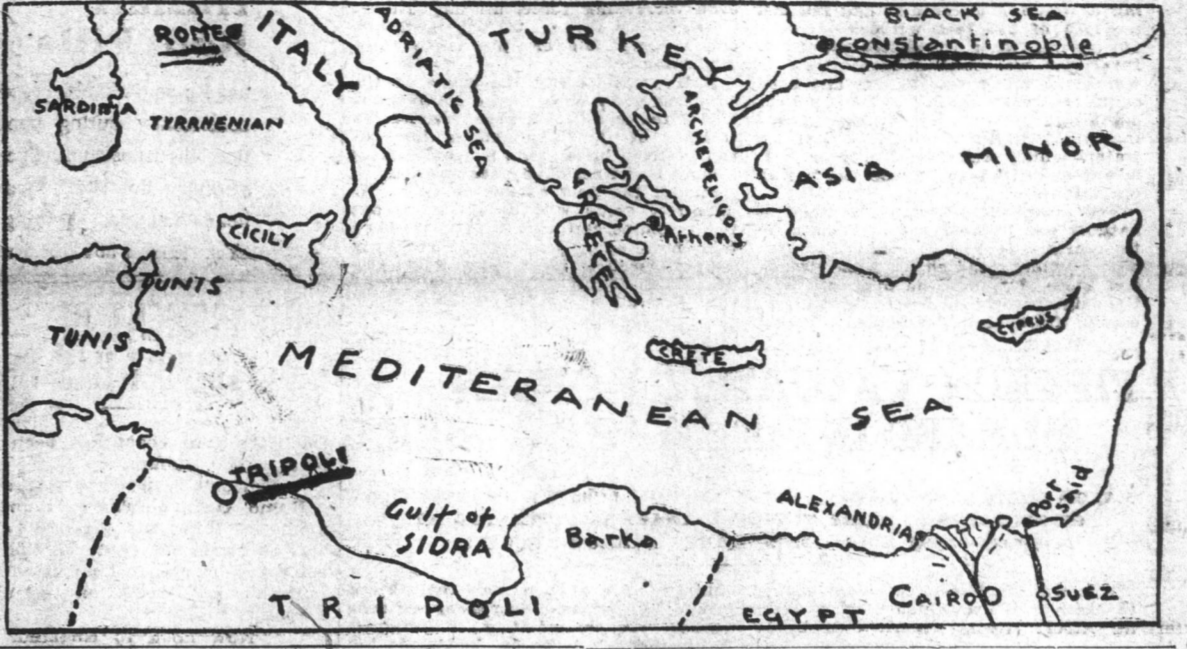 BLACK SEA
ROME
ITALY
ADRIATIC SEA
TURKEY
Constantinople
SARDINIA
TYRRHENIAN
ARCHEPELIGO
ASIA MINOR
GREECE
Athens
CICILY
TUNIS
TUNIS
CYPRUS
CRETE
MEDITERANEAN SEA
TRIPOLI
Gulf of
SIDRA
Barka
ALEXANDRIA
Port
Said
CAIRO
SUEZ
TRIPOLI
EGYPT